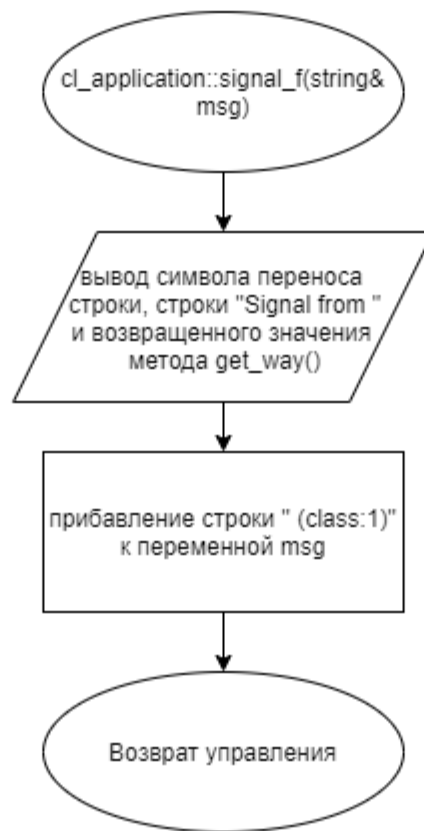 cl_application::signal_f(string&
msg)
вывод символа переноса
строки, строки "Signal from "
и возвращенного значения
метода get_way()
прибавление строки " (class:1)"
к переменной msg
Возврат управления